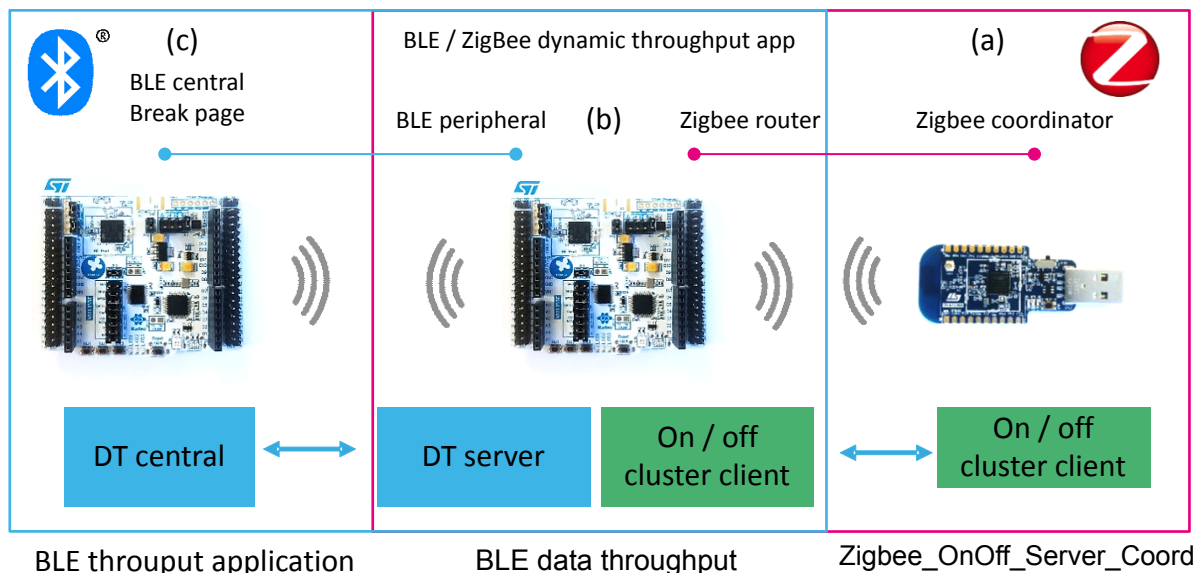 ®
(c)
BLE / ZigBee dynamic throughput app
(a)
BLE central
Break page
BLE peripheral
(b)
Zigbee router
Zigbee coordinator
DT central
DT server
On / off
cluster client
On / off
cluster client
BLE throuput application
BLE data throughput
Zigbee_OnOff_Server_Coord